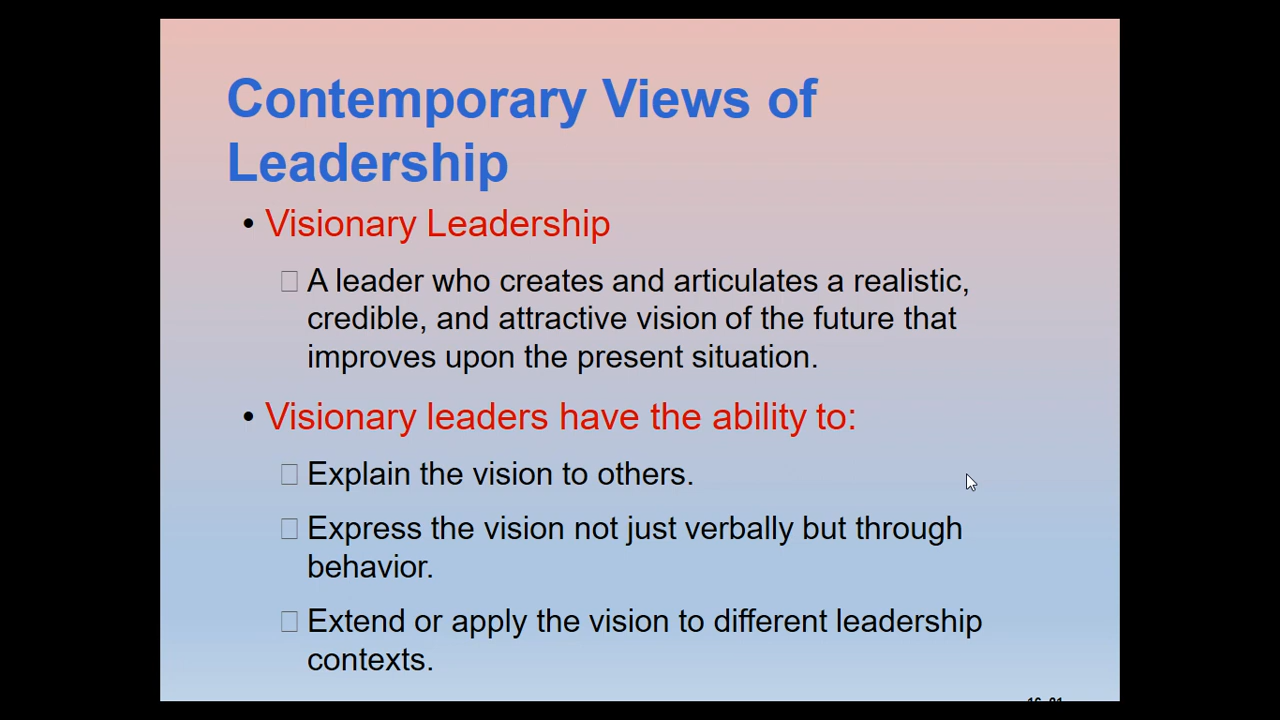 Contemporary Views of
Leadership
• Visionary Leadership
A leader who creates and articulates a realistic,
credible, and attractive vision of the future that
improves upon the present situation.
• Visionary leaders have the ability to:
Explain the vision to others.
Express the vision not just verbally but through
behavior.
Extend or apply the vision to different leadership
contexts.